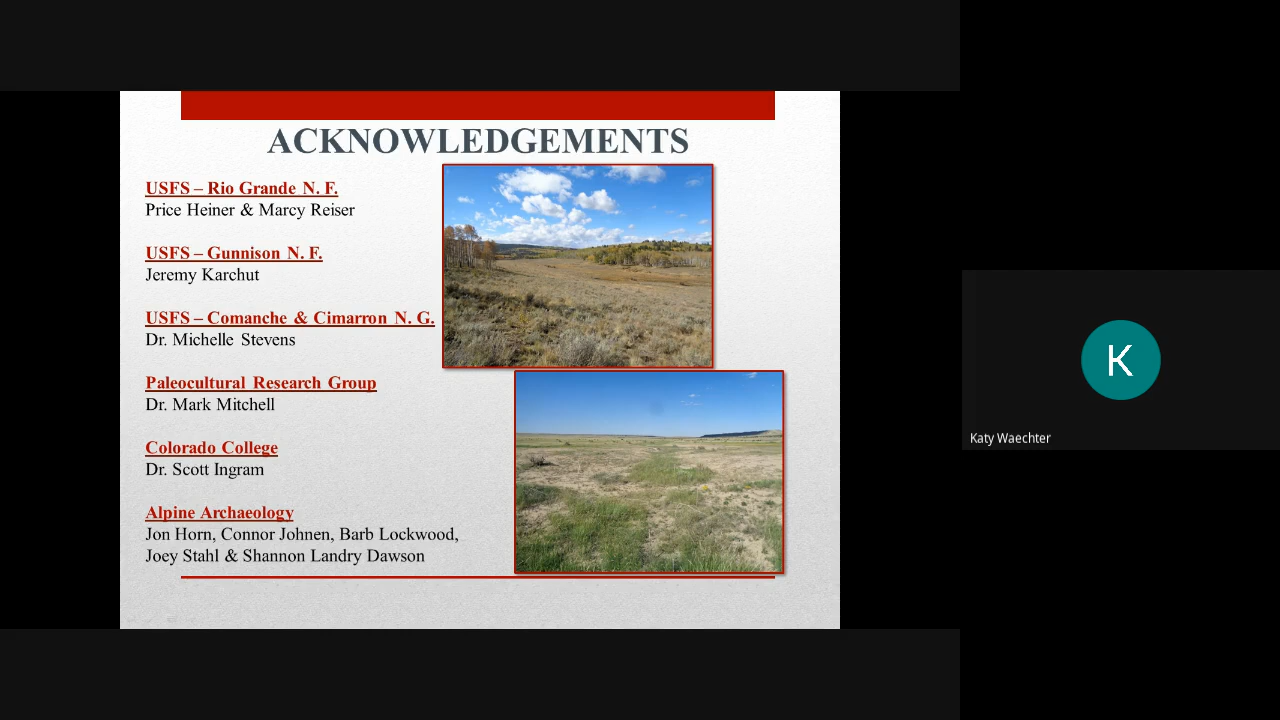 ACKNOWLEDGEMENTS
USFS – Rio Grande N. F.
Price Heiner & Marcy Reiser
USFS – Gunnison N. F.
Jeremy Karchut
USFS – Comanche & Cimarron N. G.
Dr. Michelle Stevens
Paleocultural Research Group
Dr. Mark Mitchell
Colorado College
Dr. Scott Ingram
Alpine Archaeology
Jon Horn, Connor Johnen, Barb Lockwood,
Joey Stahl & Shannon Landry Dawson
K
Katy Waechter